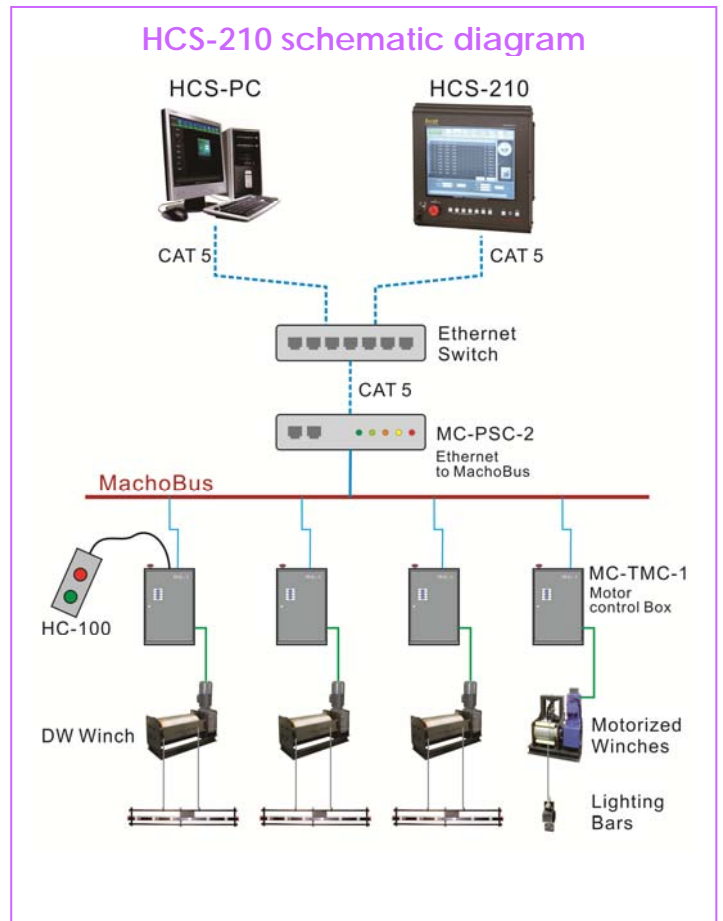 HCS-210 schematic diagram
HCS-PC
HCS-210
CAT 5
CAT 5
Ethernet
Switch
CAT 5
MC-PSC-2
Ethernet
to MachoBus
MachoBus
MC-TMC-1
Motor
control Box
HC-100
DW Winch
Motorized
Winches
Lighting
Bars